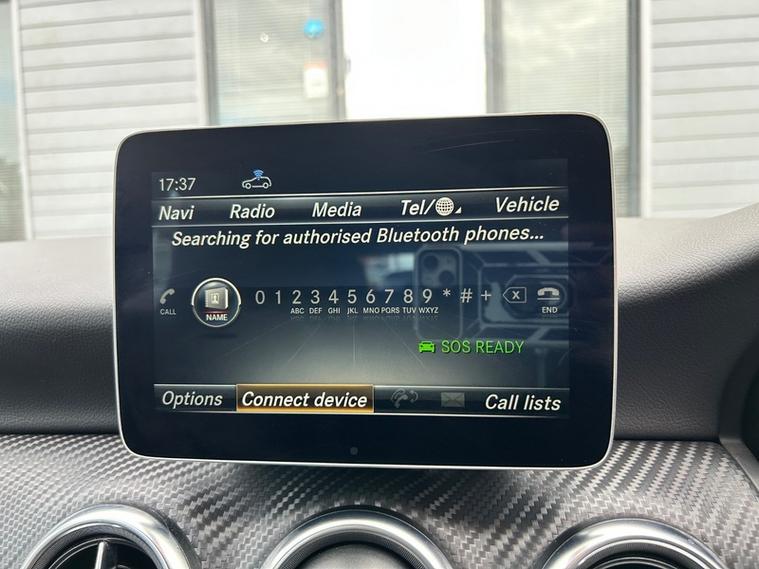 17:37
Navi Radio Media Tel/ Vehicle
Searching for authorised Bluetooth phones...
CALL NAME 0 1 2 3 4 5 6 7 8 9 * # + X END
ABC DEF GHI JKL MNO PQRS TUV WXYZ
SOS READY
Options Connect device Call lists